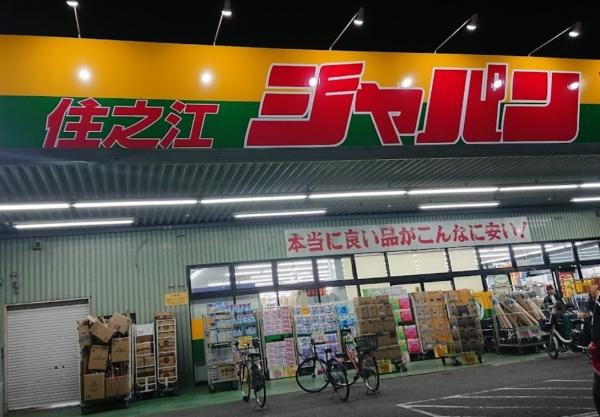 住之江 ジャパン
本当に良い品がこんなに安い!